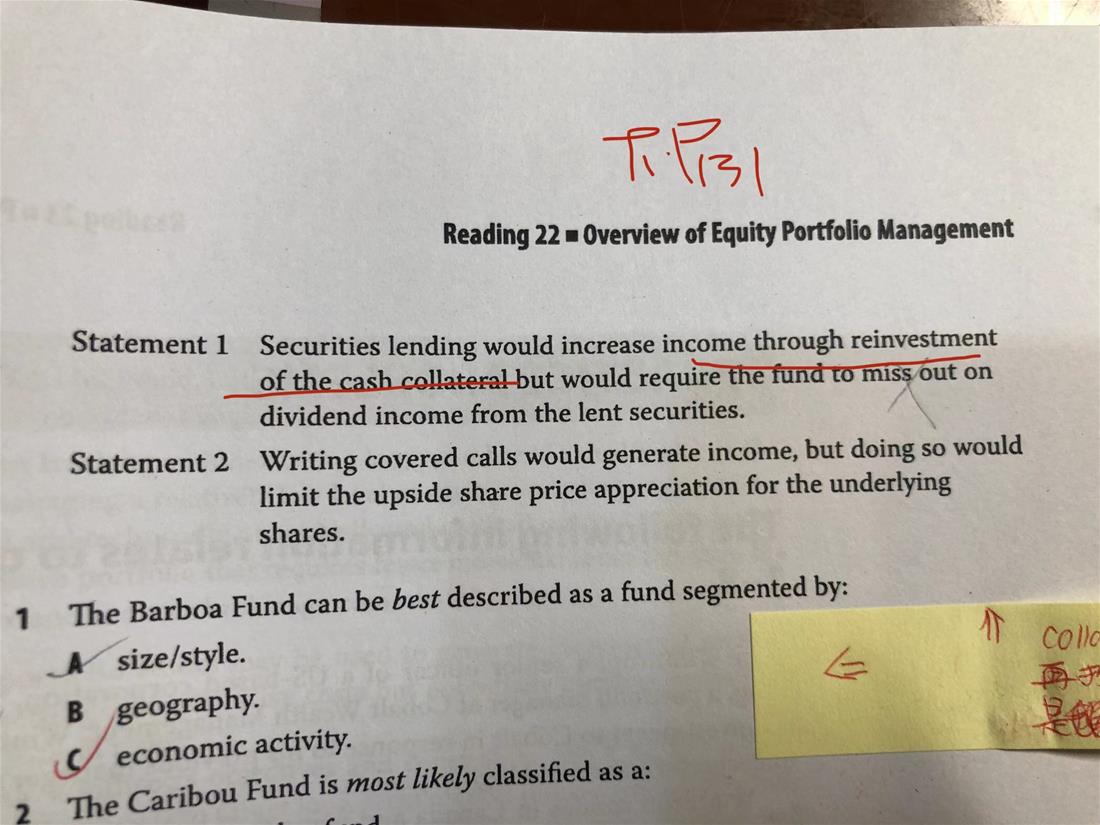 P1.P131
Reading 22 ■ Overview of Equity Portfolio Management
Statement 1 Securities lending would increase income through reinvestment
of the cash collateral but would require the fund to miss out on
dividend income from the lent securities.
Statement 2 Writing covered calls would generate income, but doing so would
limit the upside share price appreciation for the underlying
shares.
1 The Barboa Fund can be best described as a fund segmented by:
A size/style.
B geography.
C economic activity.
⇐ ⇑ colla
2 The Caribou Fund is most likely classified as a: